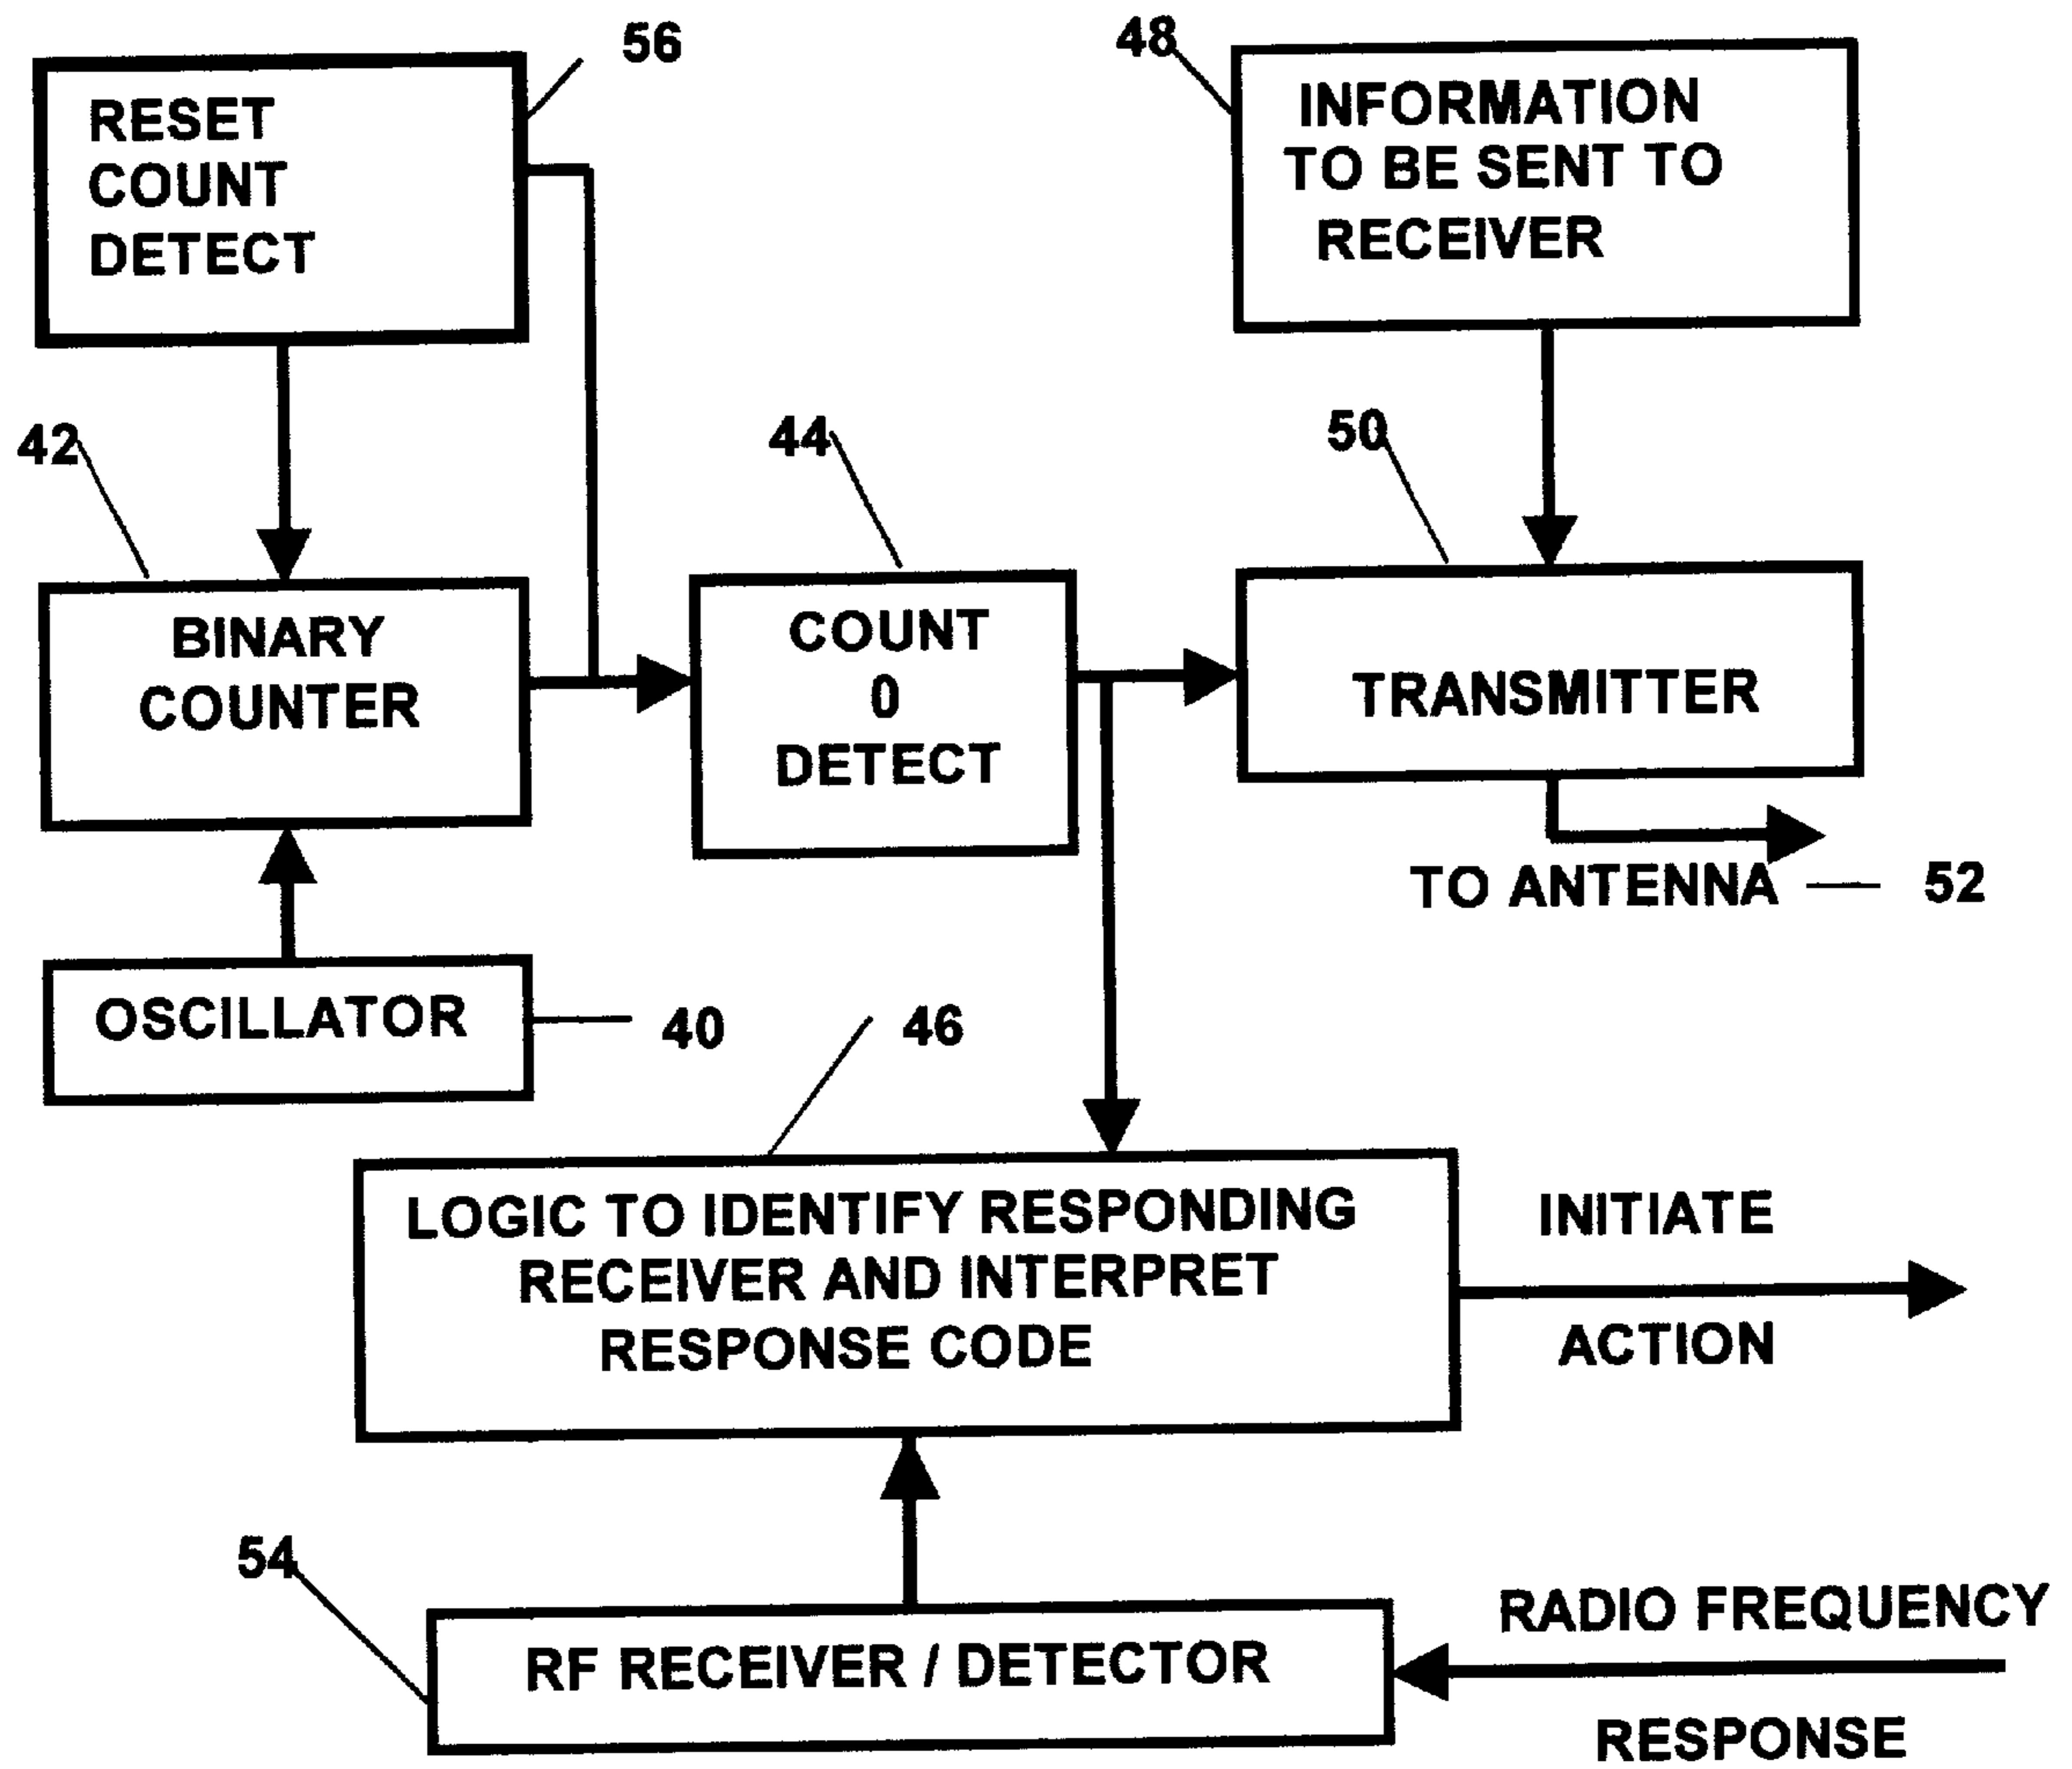 56
RESET
COUNT
DETECT
48
INFORMATION
TO BE SENT TO
RECEIVER
42
BINARY
COUNTER
44
COUNT
0
DETECT
50
TRANSMITTER
TO ANTENNA
52
OSCILLATOR
40
46
LOGIC TO IDENTIFY RESPONDING
RECEIVER AND INTERPRET
RESPONSE CODE
INITIATE
ACTION
54
RF RECEIVER / DETECTOR
RADIO FREQUENCY
RESPONSE